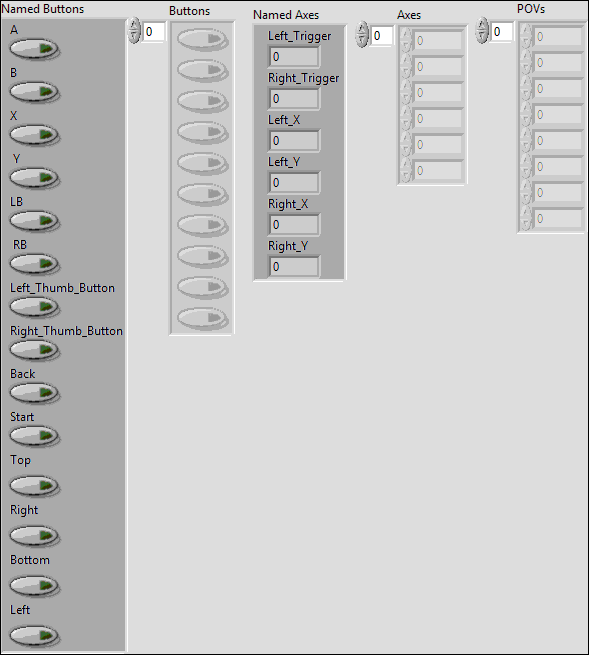 Named Buttons
A
B
X
Y
LB
RB
Left_Thumb_Button
Right_Thumb_Button
Back
Start
Top
Right
Bottom
Left
0
Buttons
Named Axes
Left_Trigger
0
Right_Trigger
0
Left_X
0
Left_Y
0
Right_X
0
Right_Y
0
0
Axes
0
0
0
0
0
0
0
POVs
0
0
0
0
0
0
0
0